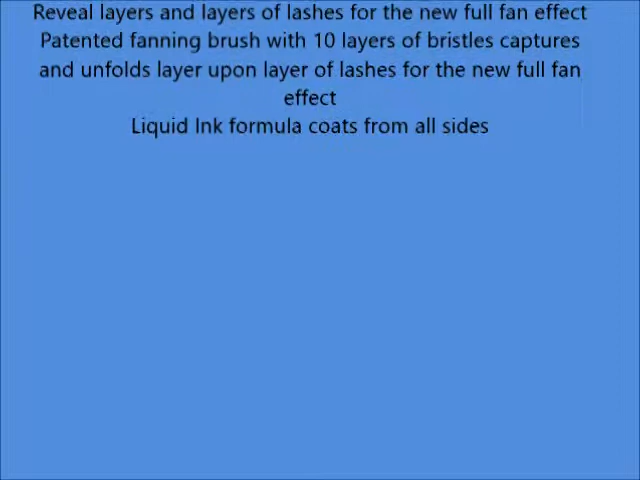 Reveal layers and layers of lashes for the new full fan effect
Patented fanning brush with 10 layers of bristles captures
and unfolds layer upon layer of lashes for the new full fan
effect
Liquid Ink formula coats from all sides